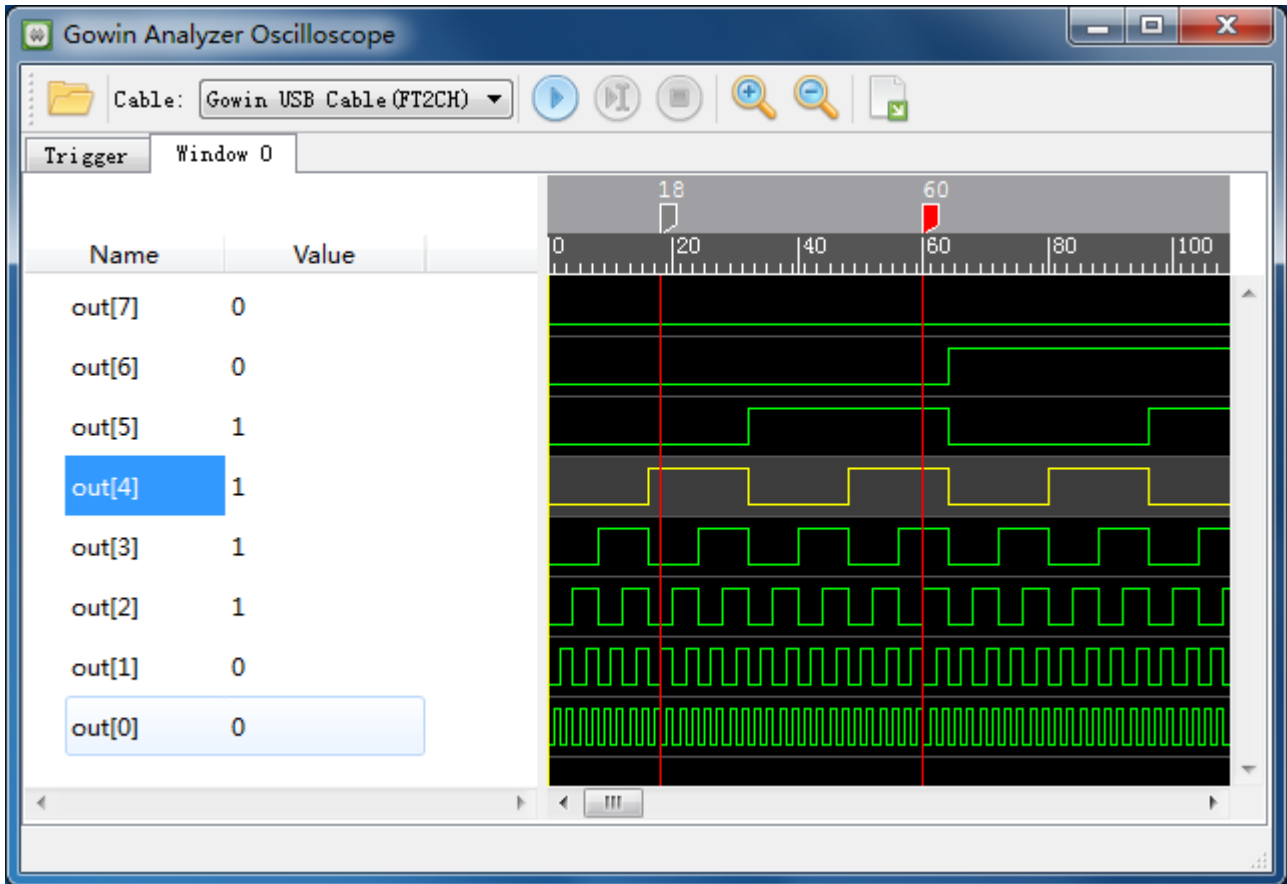 Gowin Analyzer Oscilloscope
Cable: Gowin USB Cable(FT2CH)
Trigger Window 0
18 60
Name Value 0 20 40 60 80 100
out[7] 0
out[6] 0
out[5] 1
out[4] 1
out[3] 1
out[2] 1
out[1] 0
out[0] 0